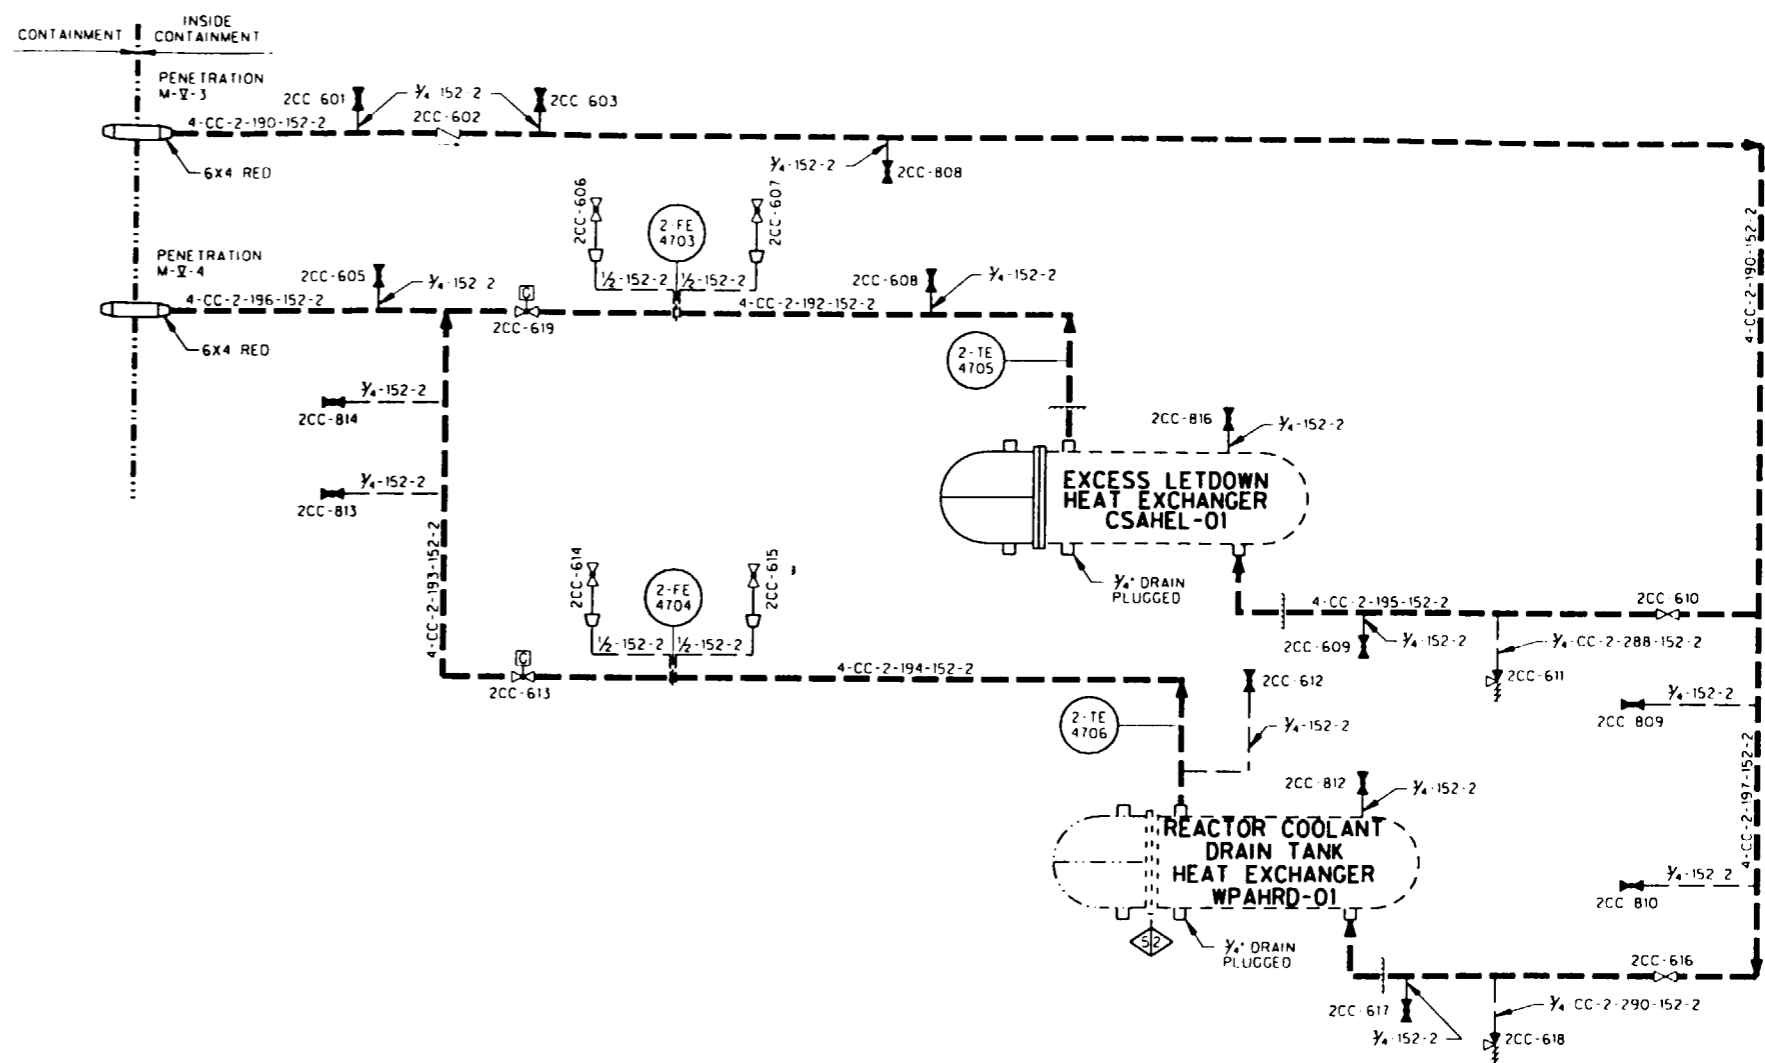 INSIDE
CONTAINMENT
CONTAINMENT
PENETRATION
M-V-3
2CC-601
¾-152-2
2CC-603
4-CC-2-190-152-2
2CC-602
6X4 RED
¾-152-2
2CC-808
2CC-606
2-FE
4703
2CC-607
PENETRATION
M-V-4
2CC-605
¾-152-2
½-152-2
½-152-2
2CC-608
¾-152-2
4-CC-2-196-152-2
C
4-CC-2-192-152-2
2CC-619
6X4 RED
4-CC-2-190-152-2
2-TE
4705
¾-152-2
2CC-814
2CC-816
¾-152-2
¾-152-2
2CC-813
EXCESS LETDOWN
HEAT EXCHANGER
CSAHEL-01
4-CC-2-193-152-2
2CC-614
2-FE
4704
2CC-615
¾" DRAIN
PLUGGED
4-CC-2-195-152-2
2CC-610
½-152-2
½-152-2
2CC-609
¾-152-2
¾-CC-2-288-152-2
C
2CC-613
4-CC-2-194-152-2
2CC-612
2CC-611
2-TE
4706
¾-152-2
¾-152-2
2CC 809
2CC-812
¾-152-2
4-CC-2-197-152-2
REACTOR COOLANT
DRAIN TANK
HEAT EXCHANGER
WPAHRD-01
¾-152 2
2CC 810
52
¾" DRAIN
PLUGGED
2CC-616
2CC-617
¾-CC-2-290-152-2
¾-152-2
2CC-618